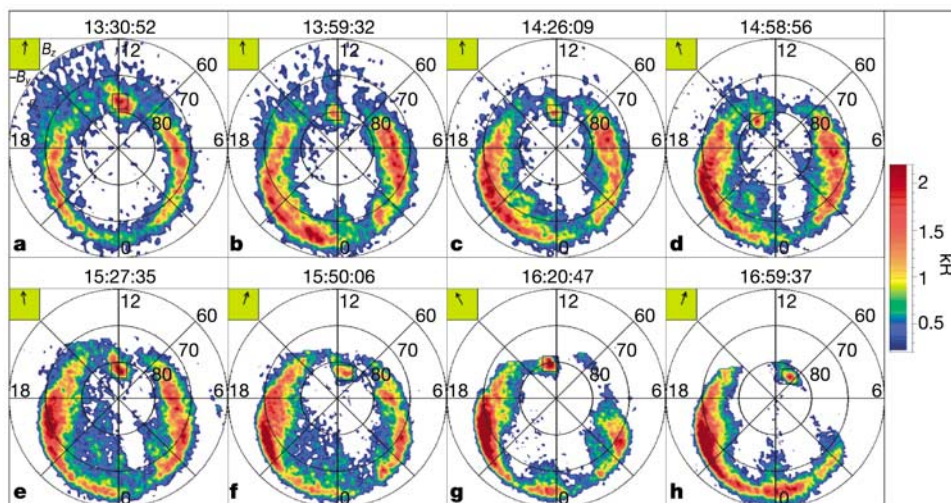 13:30:52 13:59:32 14:26:09 14:58:56
Bz 12 60 12 60 12 60 12 60
70 70 70 70
80 80 80 80
18 6 18 6 18 6 18 6
2
1.5
1
0.5
kR
a 0 b 0 c 0 d 0
15:27:35 15:50:06 16:20:47 16:59:37
12 60 12 60 12 60 12 60
70 70 70 70
80 80 80 80
18 6 18 6 18 6 18 6
e 0 f 0 g 0 h 0